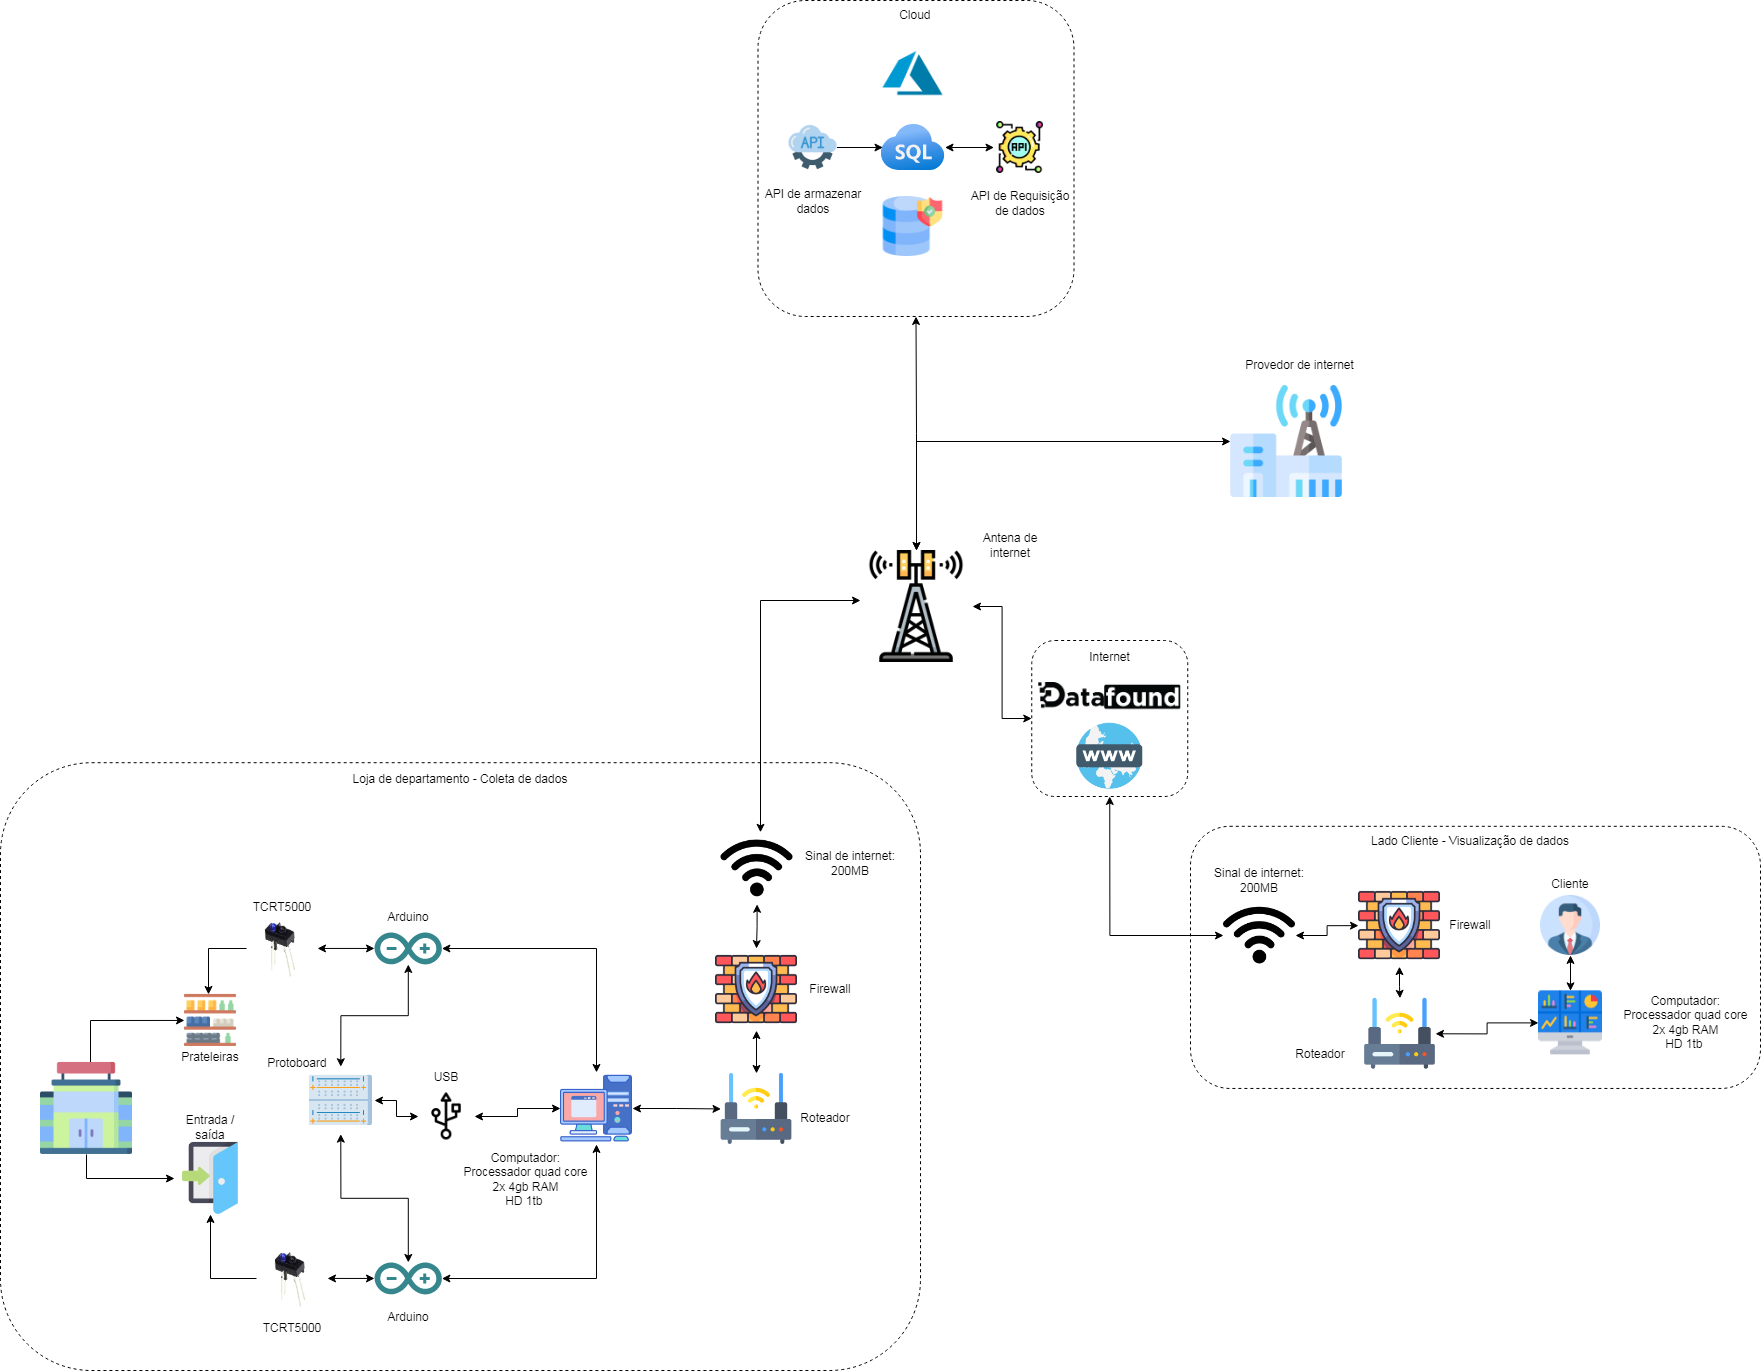 Cloud
API
SQL
API
API de armazenar
dados
API de Requisição
de dados
Provedor de internet
Antena de
internet
Internet
Datafound
www
Loja de departamento - Coleta de dados
Sinal de internet:
200MB
TCRT5000
Arduino
Firewall
Prateleiras
Protoboard
USB
Entrada /
saída
Roteador
Computador:
Processador quad core
2x 4gb RAM
HD 1tb
Arduino
TCRT5000
Lado Cliente - Visualização de dados
Sinal de internet:
200MB
Cliente
Firewall
Computador:
Processador quad core
2x 4gb RAM
HD 1tb
Roteador